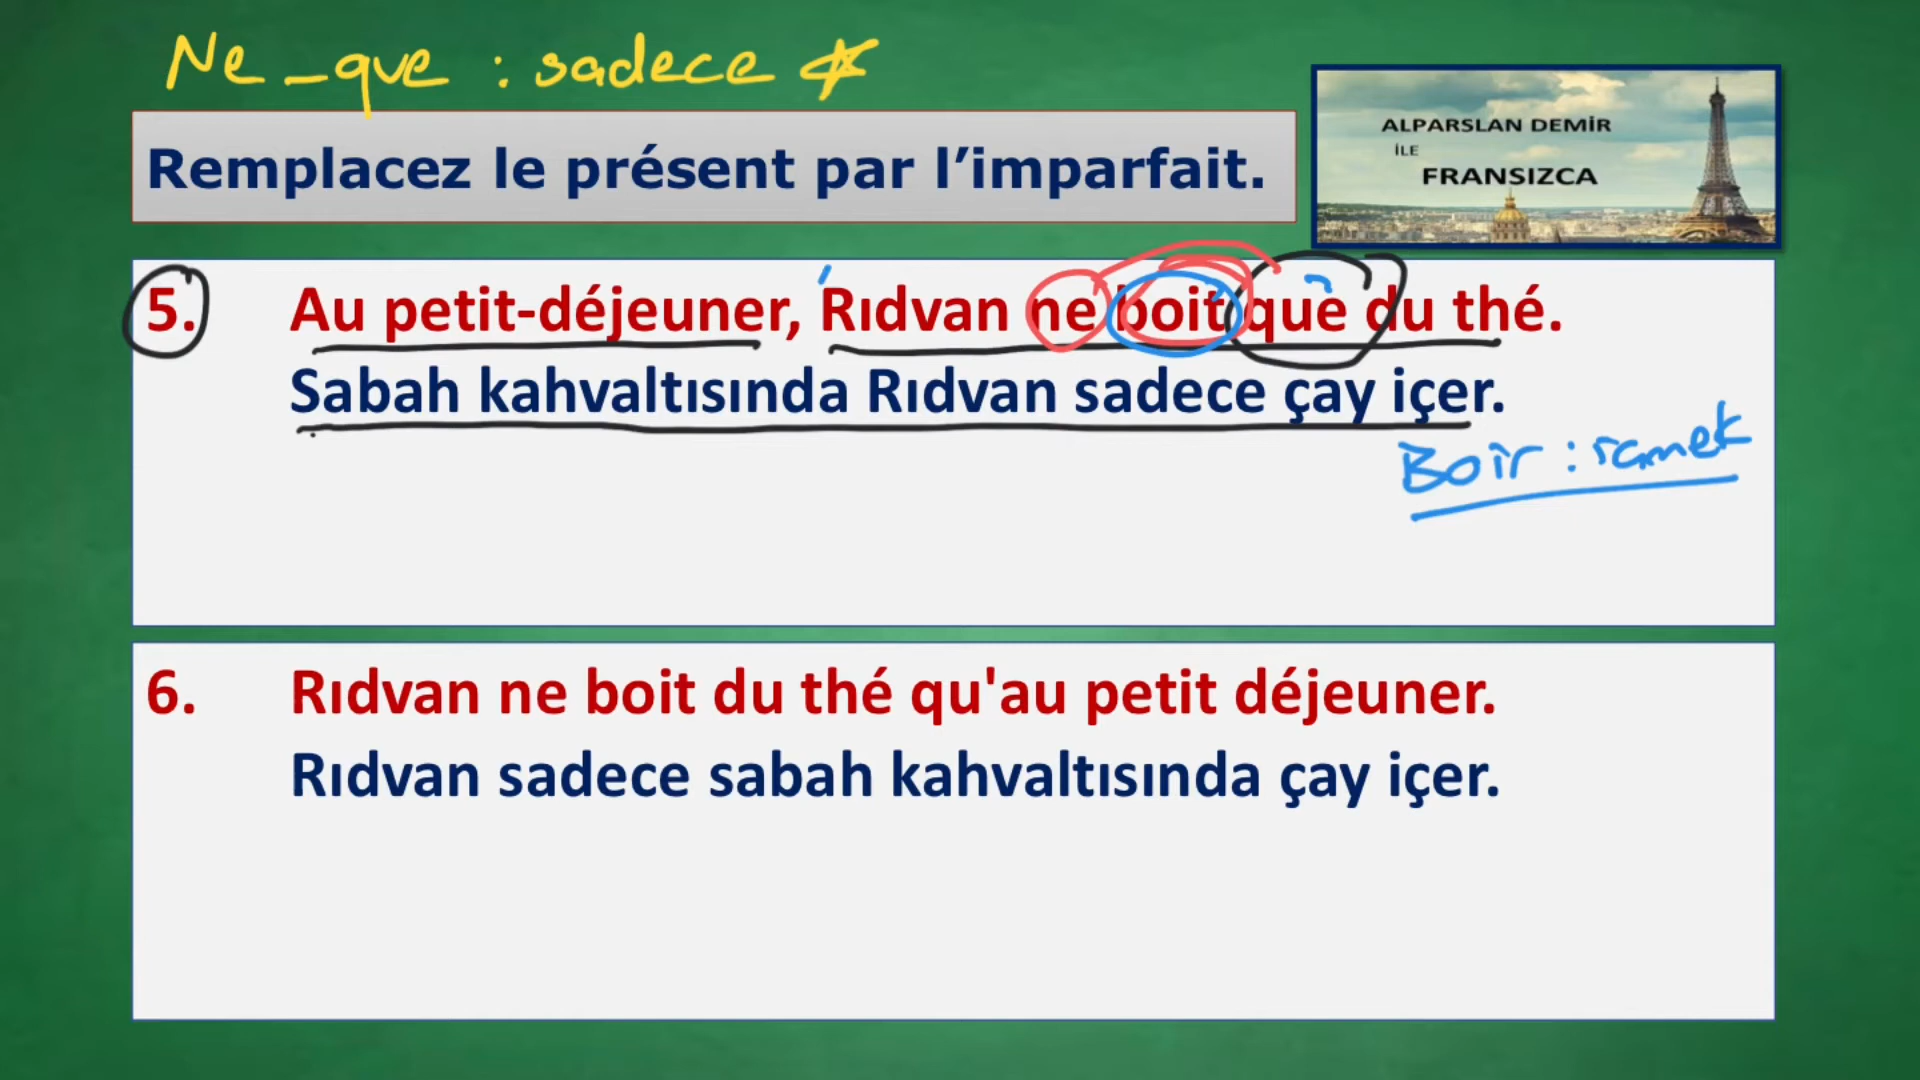 Ne - que : sadece
Remplacez le présent par l’imparfait.
ALPARSLAN DEMİR
İLE
FRANSIZCA
5. Au petit-déjeuner, Rıdvan ne boit que du thé.
Sabah kahvaltısında Rıdvan sadece çay içer.
Boir : içmek
6. Rıdvan ne boit du thé qu'au petit déjeuner.
Rıdvan sadece sabah kahvaltısında çay içer.